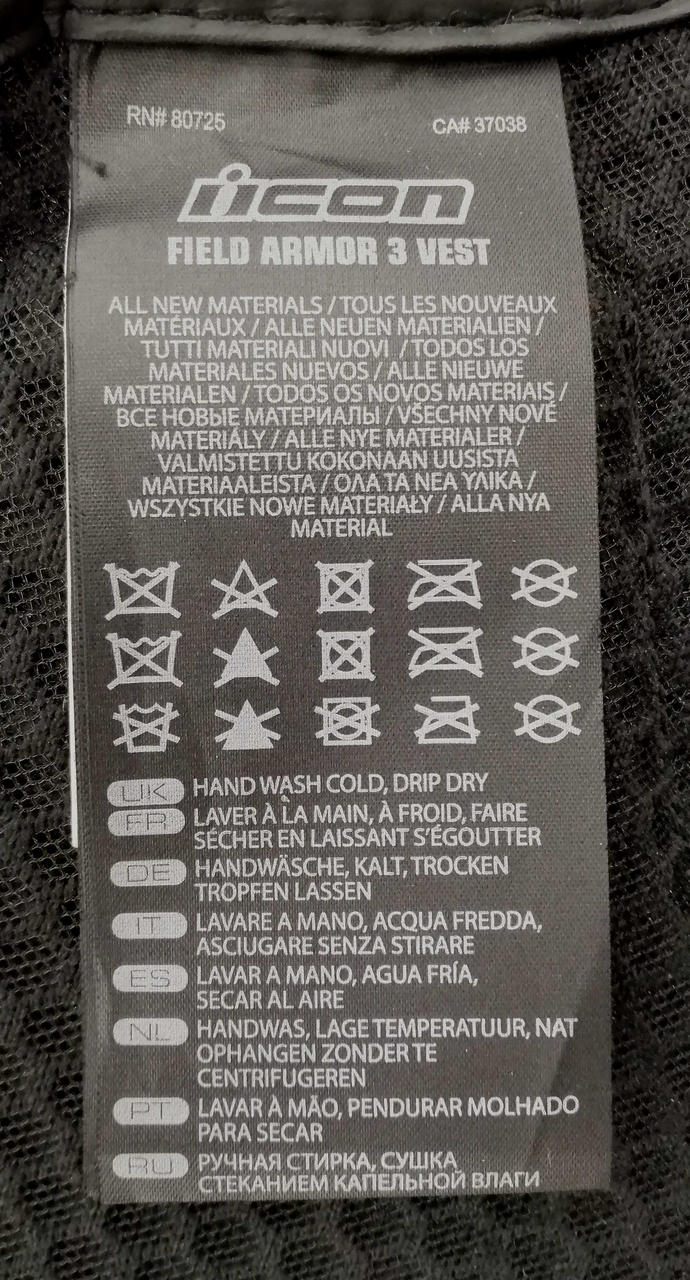 RN# 80725 CA# 37038
icon
FIELD ARMOR 3 VEST
ALL NEW MATERIALS / TOUS LES NOUVEAUX
MATÉRIAUX / ALLE NEUEN MATERIALIEN /
TUTTI MATERIALI NUOVI / TODOS LOS
MATERIALES NUEVOS / ALLE NIEUWE
MATERIALEN / TODOS OS NOVOS MATERIAIS /
ВСЕ НОВЫЕ МАТЕРИАЛЫ / VŠECHNY NOVÉ
MATERIÁLY / ALLE NYE MATERIALER /
VALMISTETTU KOKONAAN UUSISTA
MATERIAALEISTA / ΟΛΑ ΤΑ ΝΕΑ ΥΛΙΚΑ /
WSZYSTKIE NOWE MATERIAŁY / ALLA NYA
MATERIAL
UK HAND WASH COLD, DRIP DRY
FR LAVER À LA MAIN, À FROID, FAIRE
SÉCHER EN LAISSANT S'ÉGOUTTER
DE HANDWÄSCHE, KALT, TROCKEN
TROPFEN LASSEN
IT LAVARE A MANO, ACQUA FREDDA,
ASCIUGARE SENZA STIRARE
ES LAVAR A MANO, AGUA FRÍA,
SECAR AL AIRE
NL HANDWAS, LAGE TEMPERATUUR, NAT
OPHANGEN ZONDER TE
CENTRIFUGEREN
PT LAVAR À MÃO, PENDURAR MOLHADO
PARA SECAR
RU РУЧНАЯ СТИРКА, СУШКА
СТЕКАНИЕМ КАПЕЛЬНОЙ ВЛАГИ